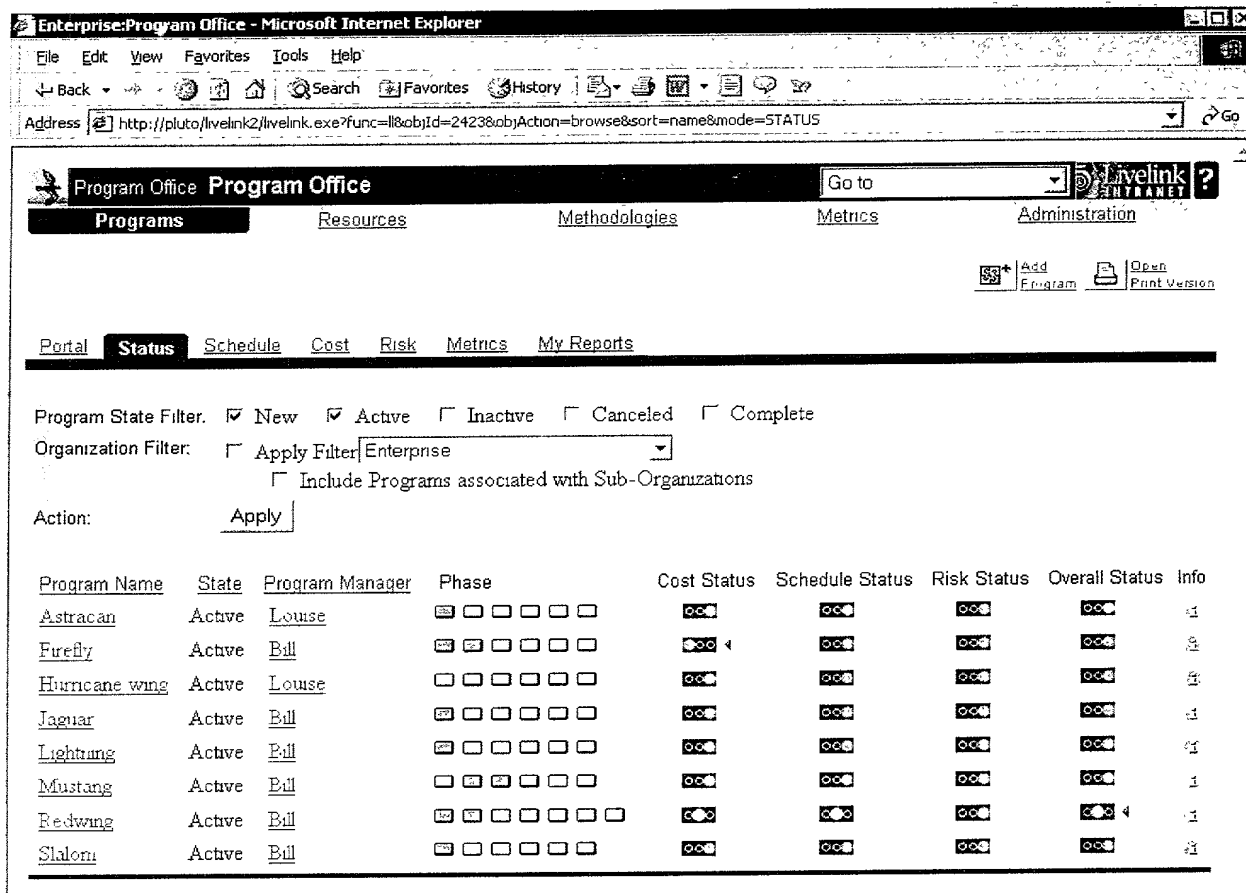 Enterprise:Program Office - Microsoft Internet Explorer
File Edit View Favorites Tools Help
Back Search Favorites History
Address http://pluto/livelink2/livelink.exe?func=ll&objId=2423&objAction=browse&sort=name&mode=STATUS Go
Program Office Program Office Go to Livelink INTRANET ?
Programs Resources Methodologies Metrics Administration
Add Program Open Print Version
Portal Status Schedule Cost Risk Metrics My Reports
Program State Filter. New Active Inactive Canceled Complete
Organization Filter: Apply Filter Enterprise
Include Programs associated with Sub-Organizations
Action: Apply
Program Name State Program Manager Phase Cost Status Schedule Status Risk Status Overall Status Info
Astracan Active Louise
Firefly Active Bill
Hurricane wing Active Louise
Jaguar Active Bill
Lightning Active Bill
Mustang Active Bill
Redwing Active Bill
Slalom Active Bill